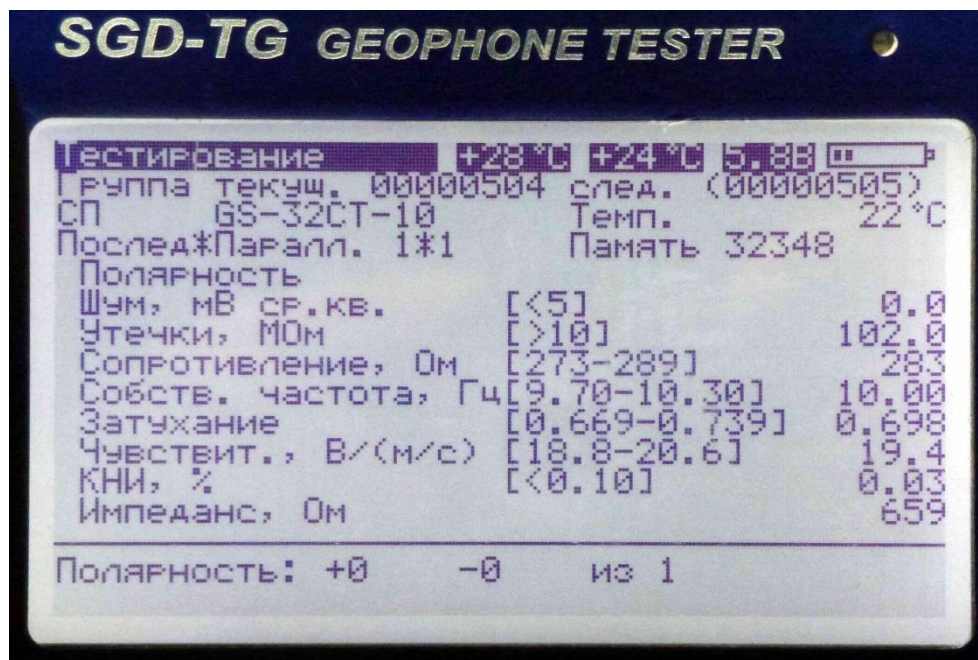 SGD-TG GEOPHONE TESTER
Тестирование +28°C +24°C 5.8В
Группа текущ. 00000504 след. (00000505)
СП GS-32CT-10 Темп. 22°C
Послед*Паралл. 1*1 Память 32348
Полярность
Шум, мВ ср.кв. [<5] 0.0
Утечки, МОм [>10] 102.0
Сопротивление, Ом [273-289] 283
Собств. частота, Гц[9.70-10.30] 10.00
Затухание [0.669-0.739] 0.698
Чувствит., В/(м/с) [18.8-20.6] 19.4
КНИ, % [<0.10] 0.03
Импеданс, Ом 659
Полярность: +0 -0 из 1